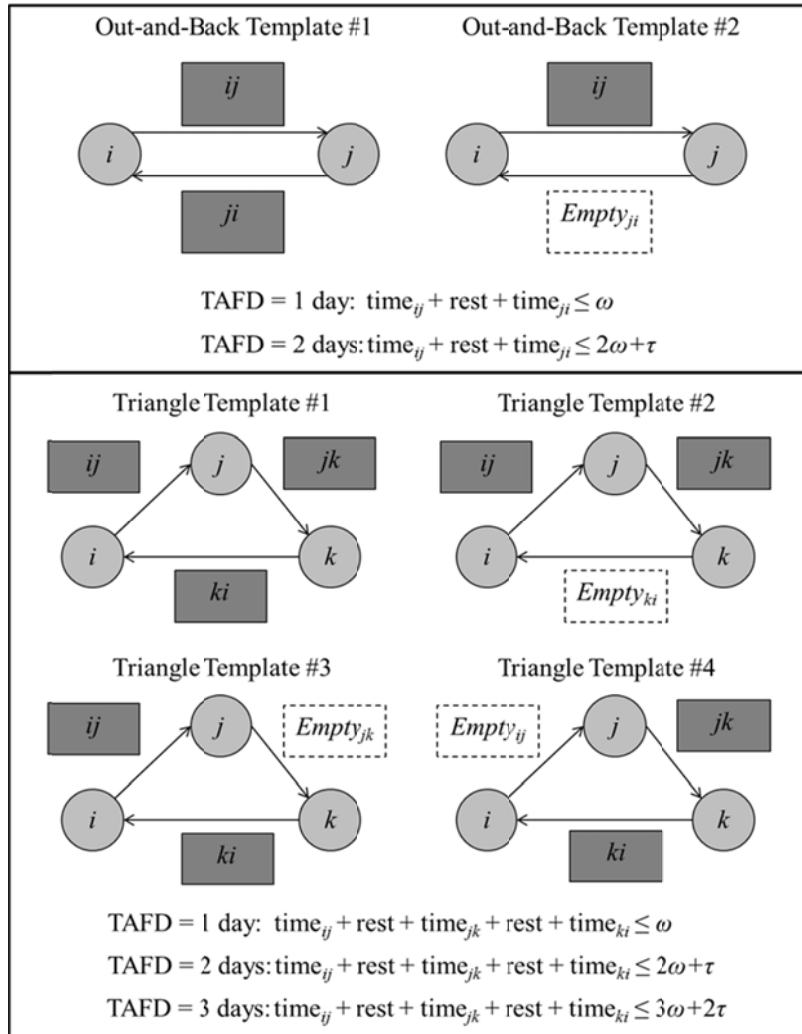 Out-and-Back Template #1 Out-and-Back Template #2
ij ij
i j i j
ji Empty_ji
TAFD = 1 day: time_ij + rest + time_ji ≤ ω
TAFD = 2 days: time_ij + rest + time_ji ≤ 2ω+τ
Triangle Template #1 Triangle Template #2
ij j jk ij j jk
i k i k
ki Empty_ki
Triangle Template #3 Triangle Template #4
ij j Empty_jk Empty_ij j jk
i k i k
ki ki
TAFD = 1 day: time_ij + rest + time_jk + rest + time_ki ≤ ω
TAFD = 2 days: time_ij + rest + time_jk + rest + time_ki ≤ 2ω+τ
TAFD = 3 days: time_ij + rest + time_jk + rest + time_ki ≤ 3ω+2τ